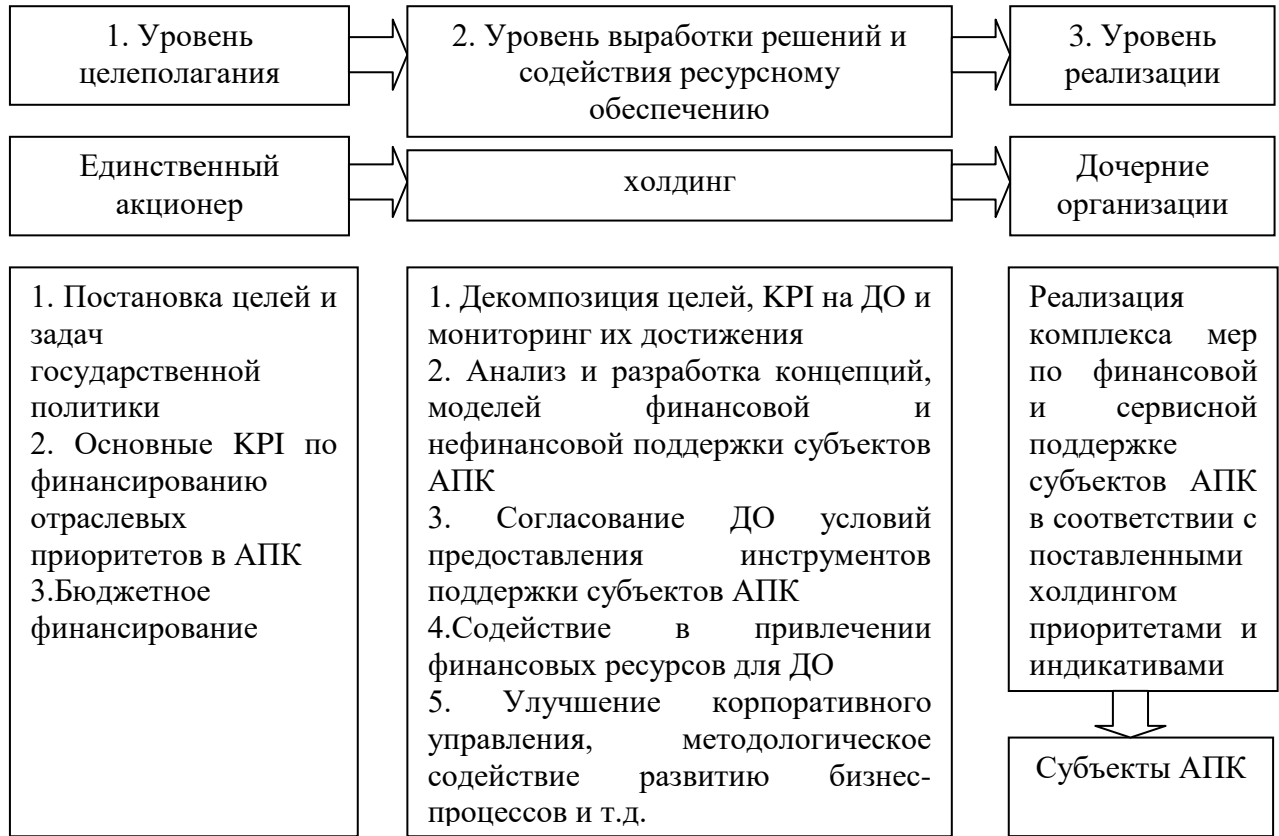 1. Уровень
целеполагания
2. Уровень выработки решений и
содействия ресурсному
обеспечению
3. Уровень
реализации
Единственный
акционер
холдинг
Дочерние
организации
1. Постановка целей и
задач
государственной
политики
2. Основные KPI по
финансированию
отраслевых
приоритетов в АПК
3.Бюджетное
финансирование
1. Декомпозиция целей, KPI на ДО и
мониторинг их достижения
2. Анализ и разработка концепций,
моделей финансовой и
нефинансовой поддержки субъектов
АПК
3. Согласование ДО условий
предоставления инструментов
поддержки субъектов АПК
4.Содействие в привлечении
финансовых ресурсов для ДО
5. Улучшение корпоративного
управления, методологическое
содействие развитию бизнес-
процессов и т.д.
Реализация
комплекса мер
по финансовой
и сервисной
поддержке
субъектов АПК
в соответствии с
поставленными
холдингом
приоритетами и
индикативами
Субъекты АПК